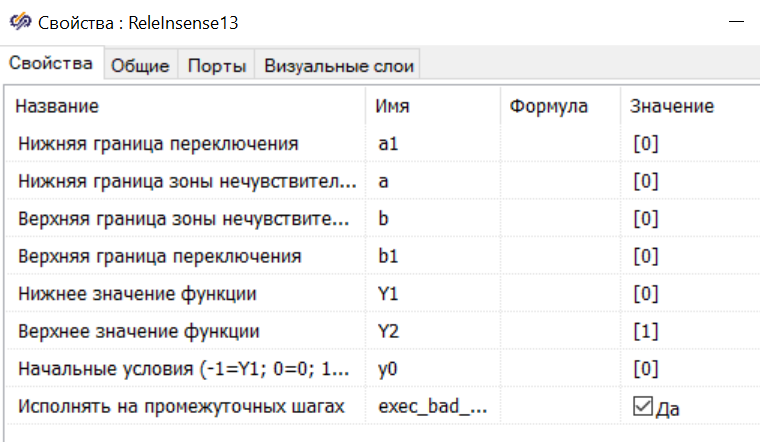 Свойства : ReleInsense13
Свойства Общие Порты Визуальные слои
Название Имя Формула Значение
Нижняя граница переключения a1 [0]
Нижняя граница зоны нечувствител... a [0]
Верхняя граница зоны нечувствите... b [0]
Верхняя граница переключения b1 [0]
Нижнее значение функции Y1 [0]
Верхнее значение функции Y2 [1]
Начальные условия (-1=Y1; 0=0; 1... y0 [0]
Исполнять на промежуточных шагах exec_bad_... Да